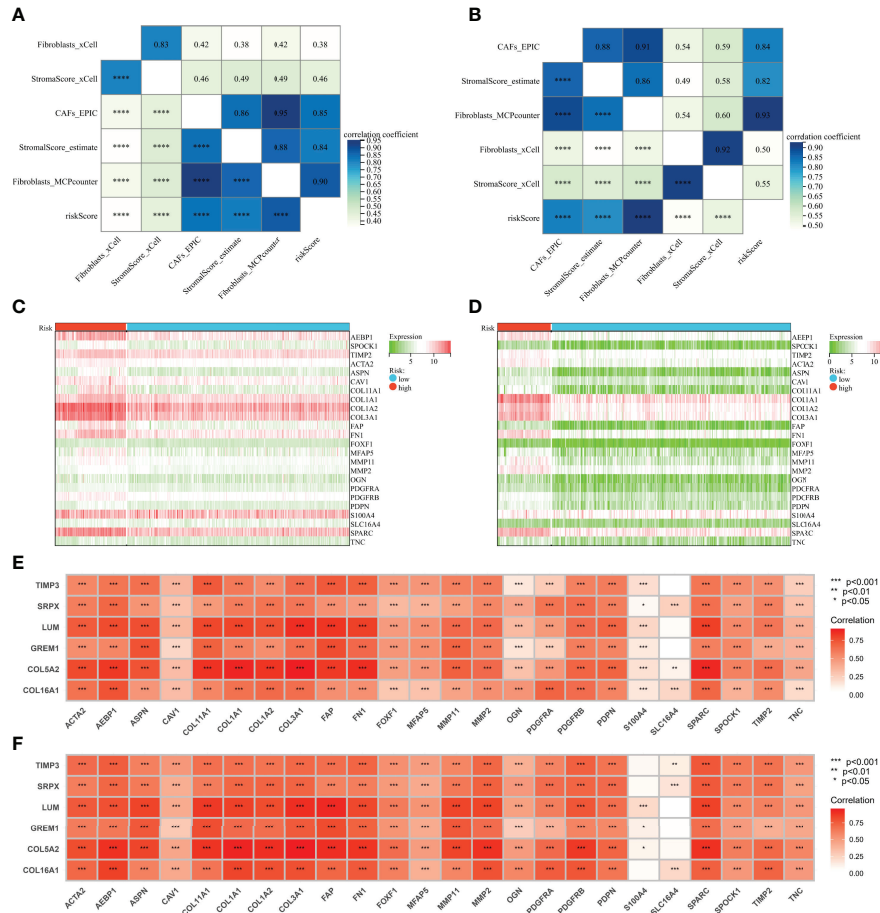 A
Fibroblasts_xCell 0.83 0.42 0.38 0.42 0.38
StromaScore_xCell **** 0.46 0.49 0.49 0.46
CAFs_EPIC **** **** 0.86 0.95 0.85
StromalScore_estimate **** **** **** 0.88 0.84
Fibroblasts_MCPcounter **** **** **** **** 0.90
riskScore **** **** **** **** ****
Fibroblasts_xCell StromaScore_xCell CAFs_EPIC StromalScore_estimate Fibroblasts_MCPcounter riskScore
correlation coefficient
0.95
0.90
0.85
0.80
0.75
0.70
0.65
0.60
0.55
0.50
0.45
0.40
B
CAFs_EPIC 0.88 0.91 0.54 0.59 0.84
StromalScore_estimate **** 0.86 0.49 0.58 0.82
Fibroblasts_MCPcounter **** **** 0.54 0.60 0.93
Fibroblasts_xCell **** **** **** 0.92 0.50
StromaScore_xCell **** **** **** **** 0.55
riskScore **** **** **** **** ****
CAFs_EPIC StromalScore_estimate Fibroblasts_MCPcounter Fibroblasts_xCell StromaScore_xCell riskScore
correlation coefficient
0.90
0.85
0.80
0.75
0.70
0.65
0.60
0.55
0.50
C
Risk
AEBP1
SPOCK1
TIMP2
ACTA2
ASPN
CAV1
COL11A1
COL1A1
COL1A2
COL3A1
FAP
FN1
FOXF1
MFAP5
MMP11
MMP2
OGN
PDGFRA
PDGFRB
PDPN
S100A4
SLC16A4
SPARC
TNC
Expression
5 10
Risk:
low
high
D
Risk
AEBP1
SPOCK1
TIMP2
ACTA2
ASPN
CAV1
COL11A1
COL1A1
COL1A2
COL3A1
FAP
FN1
FOXF1
MFAP5
MMP11
MMP2
OGN
PDGFRA
PDGFRB
PDPN
S100A4
SLC16A4
SPARC
TNC
Expression
0 5 10
Risk:
low
high
E
TIMP3 *** *** *** *** *** *** *** *** *** *** *** *** *** *** *** *** *** *** *** *** *** *** ***
SRPX *** *** *** *** *** *** *** *** *** *** *** *** *** *** *** *** *** *** * *** *** *** *** ***
LUM *** *** *** *** *** *** *** *** *** *** *** *** *** *** *** *** *** *** *** *** *** *** ***
GREM1 *** *** *** *** *** *** *** *** *** *** *** *** *** *** *** *** *** *** *** *** *** *** ***
COL5A2 *** *** *** *** *** *** *** *** *** *** *** *** *** *** *** *** *** *** *** ** *** *** *** ***
COL16A1 *** *** *** *** *** *** *** *** *** *** *** *** *** *** *** *** *** *** *** *** *** *** *** ***
ACTA2 AEBP1 ASPN CAV1 COL11A1 COL1A1 COL1A2 COL3A1 FAP FN1 FOXF1 MFAP5 MMP11 MMP2 OGN PDGFRA PDGFRB PDPN S100A4 SLC16A4 SPARC SPOCK1 TIMP2 TNC
*** p<0.001
** p<0.01
* p<0.05
Correlation
0.75
0.50
0.25
0.00
F
TIMP3 *** *** *** *** *** *** *** *** *** *** *** *** *** *** *** *** *** *** ** *** *** *** ***
SRPX *** *** *** *** *** *** *** *** *** *** *** *** *** *** *** *** *** *** *** *** *** *** ***
LUM *** *** *** *** *** *** *** *** *** *** *** *** *** *** *** *** *** *** *** *** *** *** ***
GREM1 *** *** *** *** *** *** *** *** *** *** *** *** *** *** *** *** *** *** * *** *** *** ***
COL5A2 *** *** *** *** *** *** *** *** *** *** *** *** *** *** *** *** *** *** * *** *** *** ***
COL16A1 *** *** *** *** *** *** *** *** *** *** *** *** *** *** *** *** *** *** *** *** *** *** ***
ACTA2 AEBP1 ASPN CAV1 COL11A1 COL1A1 COL1A2 COL3A1 FAP FN1 FOXF1 MFAP5 MMP11 MMP2 OGN PDGFRA PDGFRB PDPN S100A4 SLC16A4 SPARC SPOCK1 TIMP2 TNC
*** p<0.001
** p<0.01
* p<0.05
Correlation
0.75
0.50
0.25
0.00